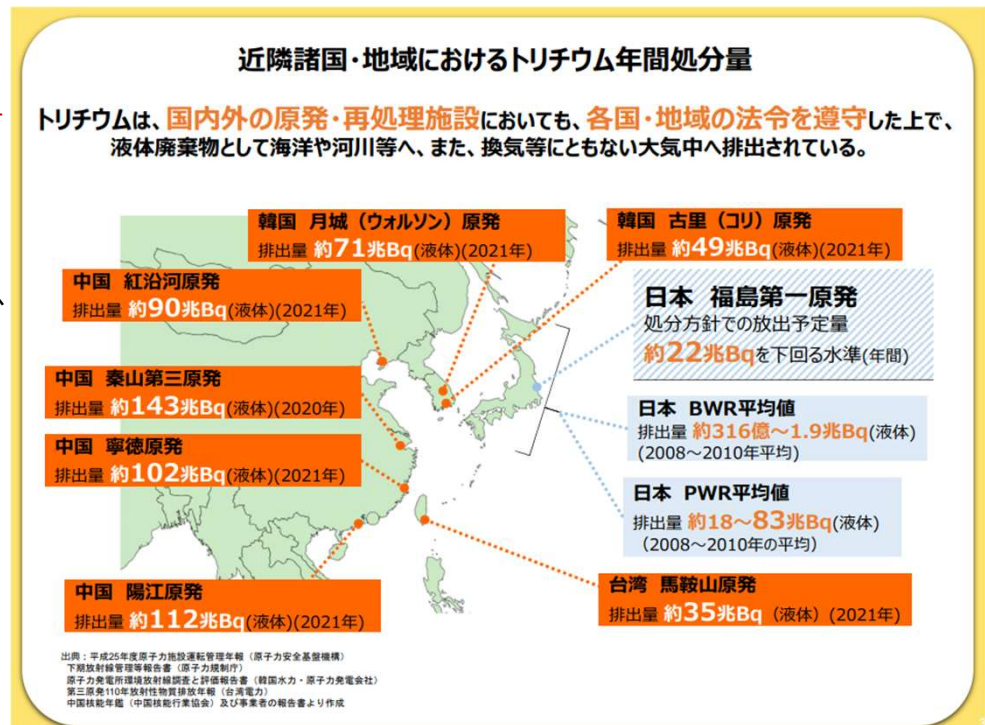 近隣諸国・地域におけるトリチウム年間処分量
トリチウムは、国内外の原発・再処理施設においても、各国・地域の法令を遵守した上で、
液体廃棄物として海洋や河川等へ、また、換気等にともない大気中へ排出されている。
韓国 月城（ウォルソン）原発
排出量 約71兆Bq(液体)(2021年)
韓国 古里（コリ）原発
排出量 約49兆Bq(液体)(2021年)
中国 紅沿河原発
排出量 約90兆Bq(液体)(2021年)
日本 福島第一原発
処分方針での放出予定量
約22兆Bqを下回る水準(年間)
中国 秦山第三原発
排出量 約143兆Bq(液体)(2020年)
日本 BWR平均値
排出量 約316億～1.9兆Bq(液体)
(2008～2010年平均)
中国 寧徳原発
排出量 約102兆Bq(液体)(2021年)
日本 PWR平均値
排出量 約18～83兆Bq(液体)
（2008～2010年の平均）
中国 陽江原発
排出量 約112兆Bq(液体)(2021年)
台湾 馬鞍山原発
排出量 約35兆Bq（液体）(2021年)
出典：平成25年度原子力施設運転管理年報（原子力安全基盤機構）
下期放射線管理等報告書（原子力規制庁）
原子力発電所環境放射線調査と評価報告書（韓国水力・原子力発電会社）
第三原発110年放射性物質排放年報（台湾電力）
中国核能年鑑（中国核能行業協会）及び事業者の報告書より作成